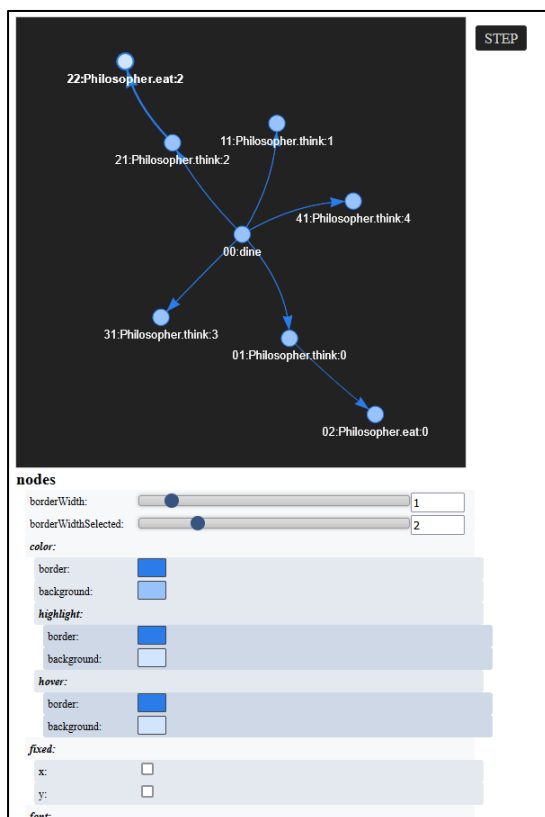 STEP
22:Philosopher.eat:2
11:Philosopher.think:1
21:Philosopher.think:2
41:Philosopher.think:4
00:dine
31:Philosopher.think:3
01:Philosopher.think:0
02:Philosopher.eat:0
nodes
borderWidth: 1
borderWidthSelected: 2
color:
border:
background:
highlight:
border:
background:
hover:
border:
background:
fixed:
x:
y:
font: